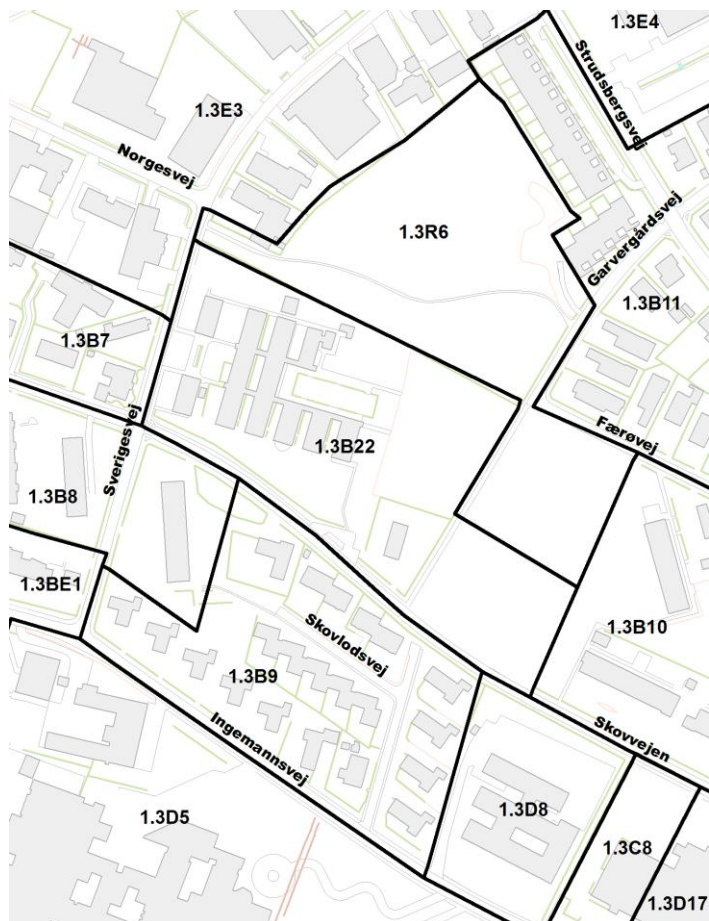 1.3E4
Strudsbergsvej
1.3E3
Norgesvej
1.3R6
Garvergårdsvej
1.3B11
1.3B7
Færøvej
Sverigesvej
1.3B22
1.3B8
1.3BE1
1.3B10
Skovlodsvej
1.3B9
Ingemannsvej
Skovvejen
1.3D5
1.3D8
1.3C8
1.3D17